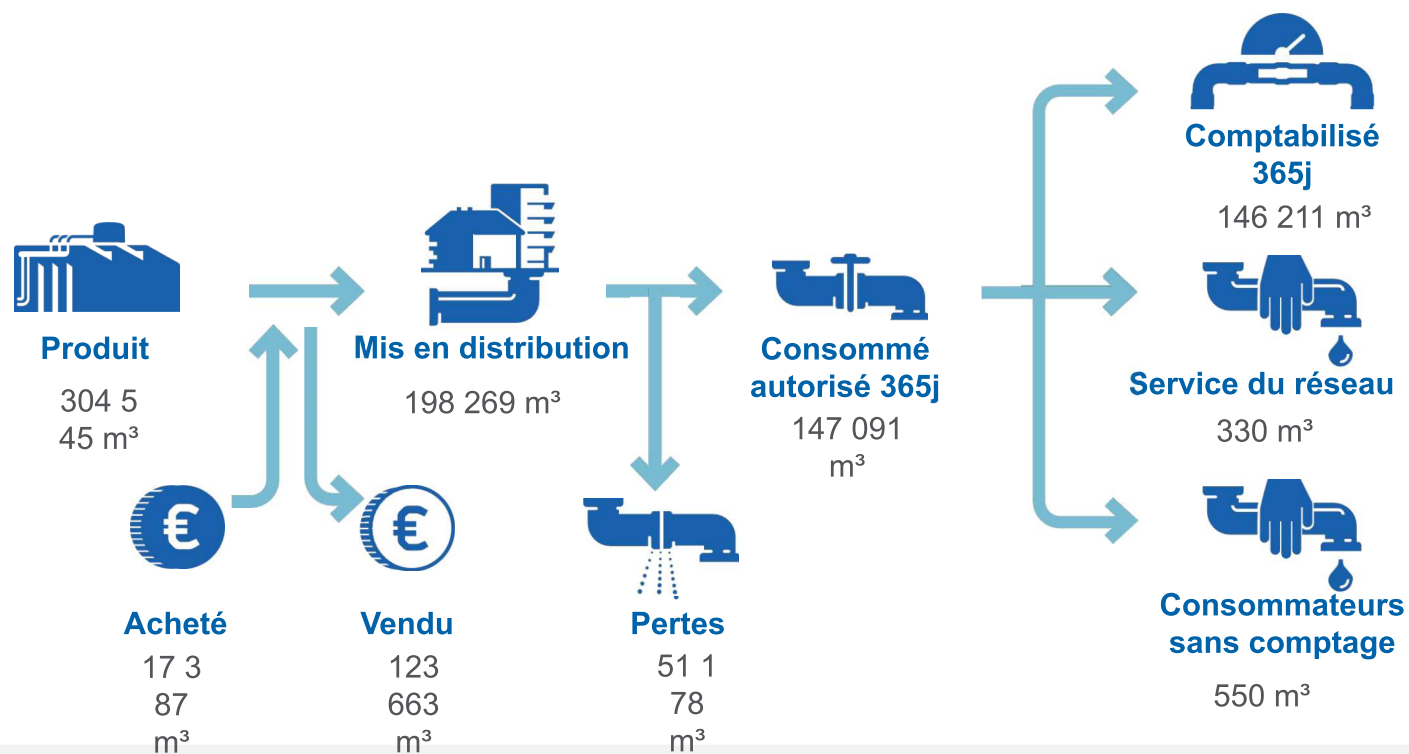 Produit
304 5
45 m³
Acheté
17 3
87
m³
Vendu
123
663
m³
Mis en distribution
198 269 m³
Pertes
51 1
78
m³
Consommé
autorisé 365j
147 091
m³
Comptabilisé
365j
146 211 m³
Service du réseau
330 m³
Consommateurs
sans comptage
550 m³
€
€